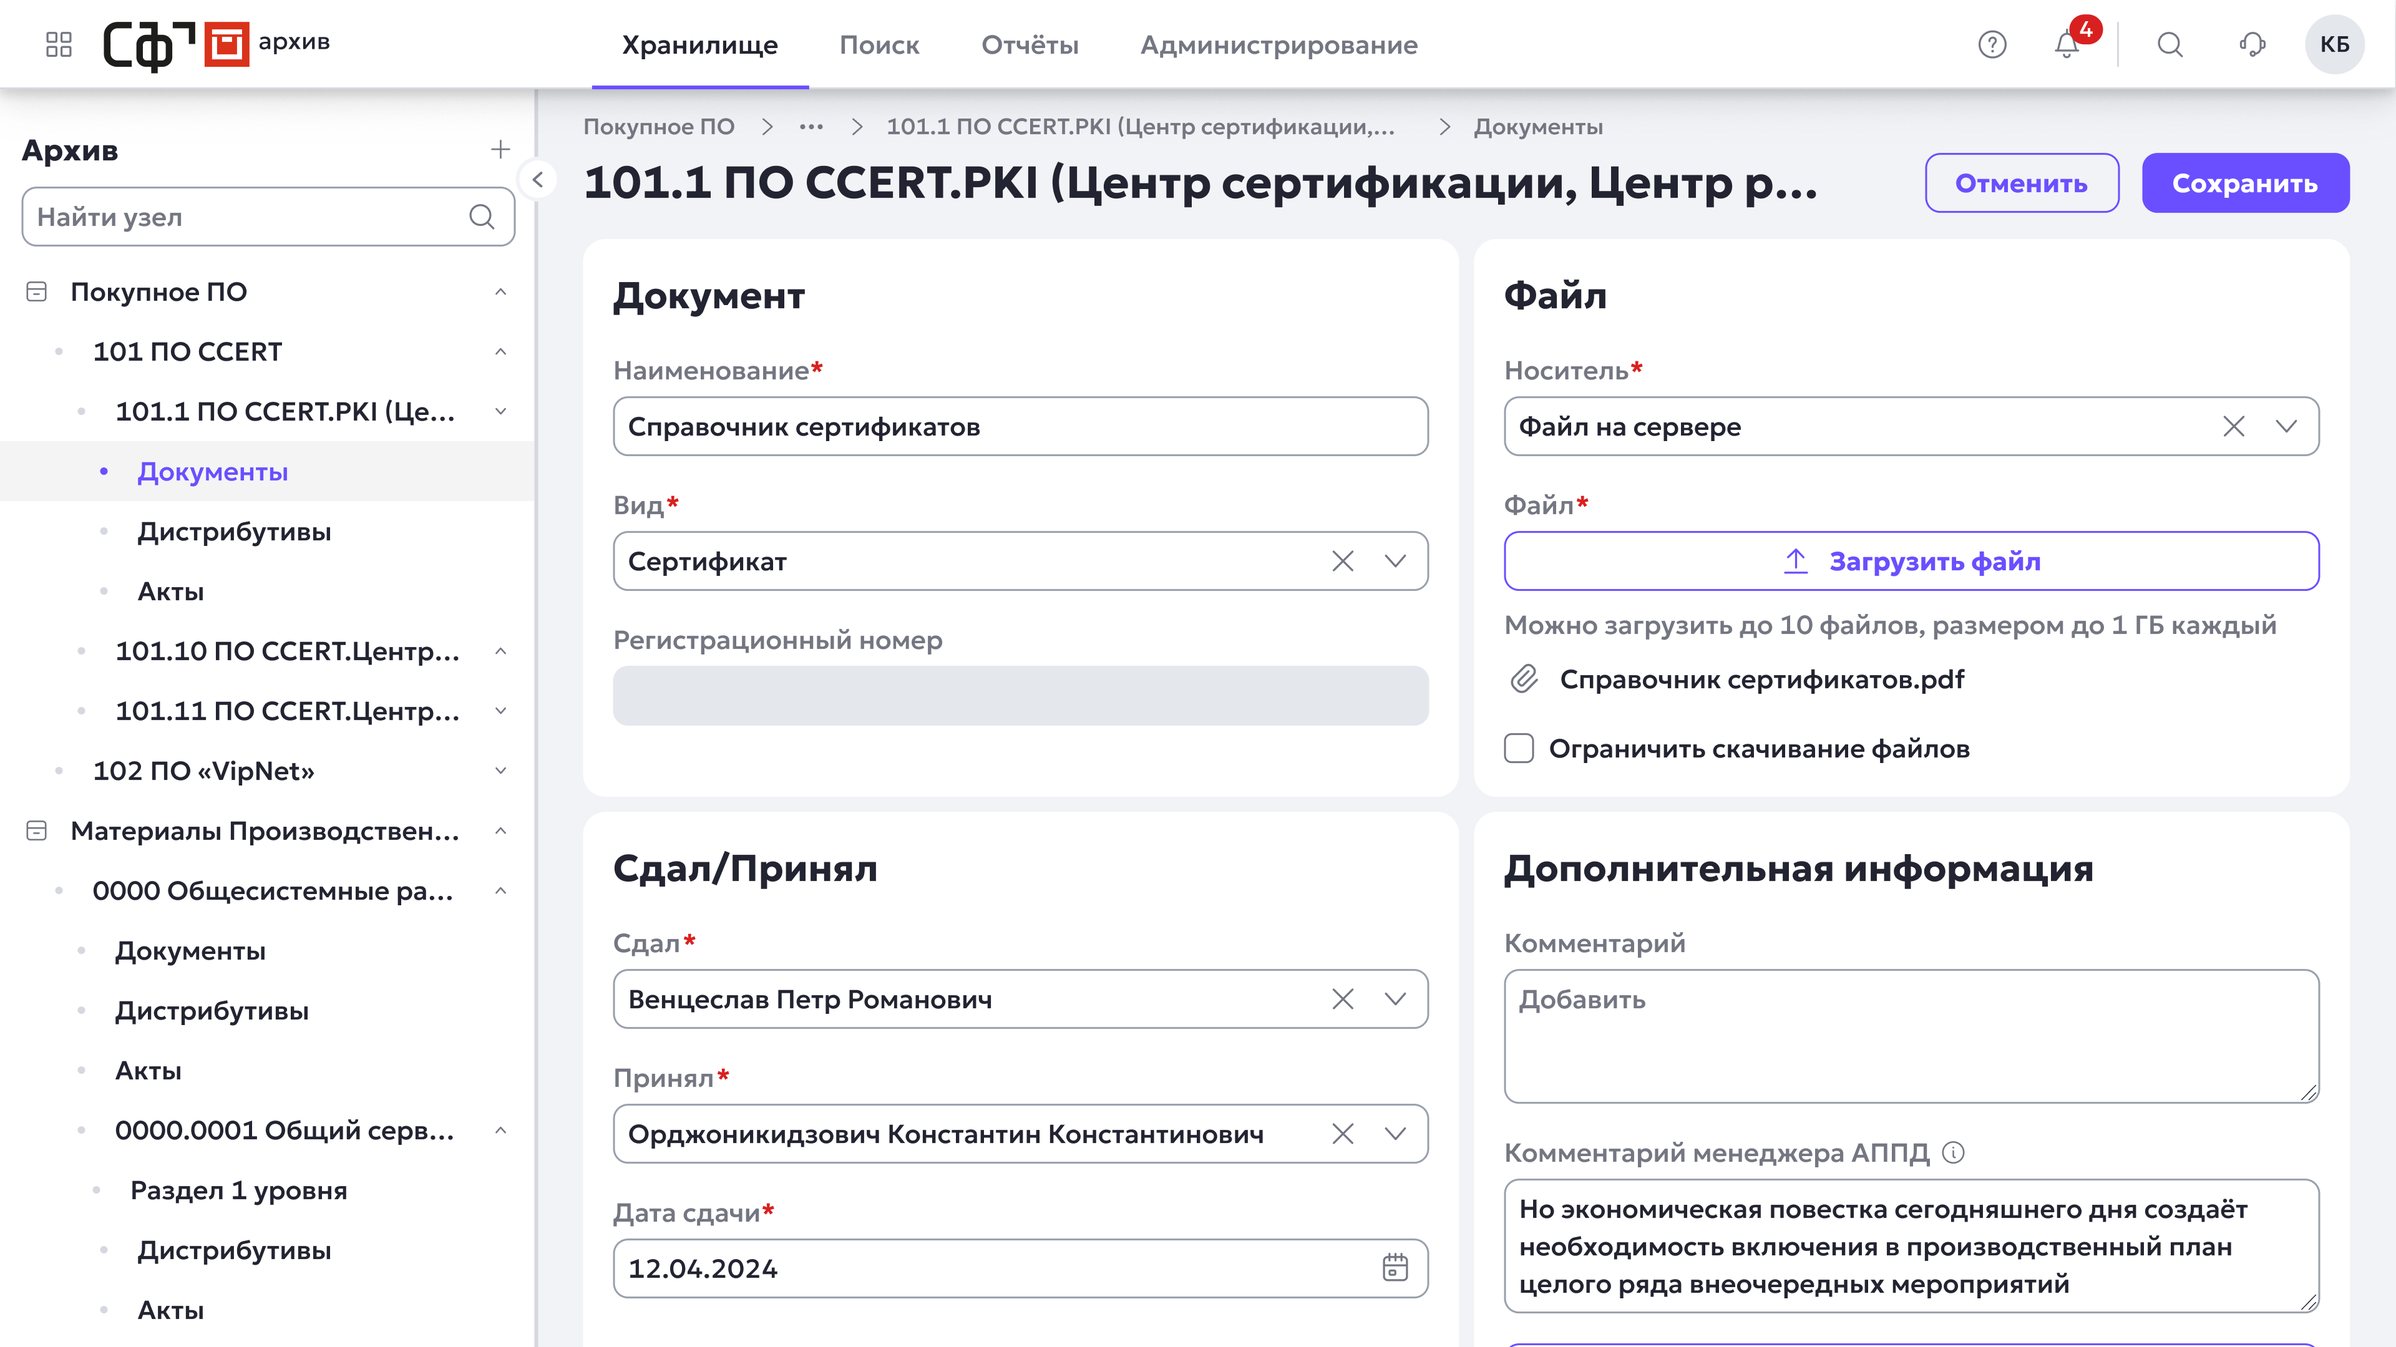 СФ архив
Хранилище
Поиск
Отчёты
Администрирование
4
КБ
Архив
Найти узел
Покупное ПО
101 ПО CCERT
101.1 ПО CCERT.PKI (Це...
Документы
Дистрибутивы
Акты
101.10 ПО CCERT.Центр...
101.11 ПО CCERT.Центр...
102 ПО «VipNet»
Материалы Производствен...
0000 Общесистемные ра...
Документы
Дистрибутивы
Акты
0000.0001 Общий серв...
Раздел 1 уровня
Дистрибутивы
Акты
Покупное ПО > ... > 101.1 ПО CCERT.PKI (Центр сертификации,... > Документы
101.1 ПО CCERT.PKI (Центр сертификации, Центр р...
Отменить
Сохранить
Документ
Наименование*
Справочник сертификатов
Вид*
Сертификат
Регистрационный номер
Файл
Носитель*
Файл на сервере
Файл*
Загрузить файл
Можно загрузить до 10 файлов, размером до 1 ГБ каждый
Справочник сертификатов.pdf
Ограничить скачивание файлов
Сдал/Принял
Сдал*
Венцеслав Петр Романович
Принял*
Орджоникидзович Константин Константинович
Дата сдачи*
12.04.2024
Дополнительная информация
Комментарий
Добавить
Комментарий менеджера АППД
Но экономическая повестка сегодняшнего дня создаёт
необходимость включения в производственный план
целого ряда внеочередных мероприятий